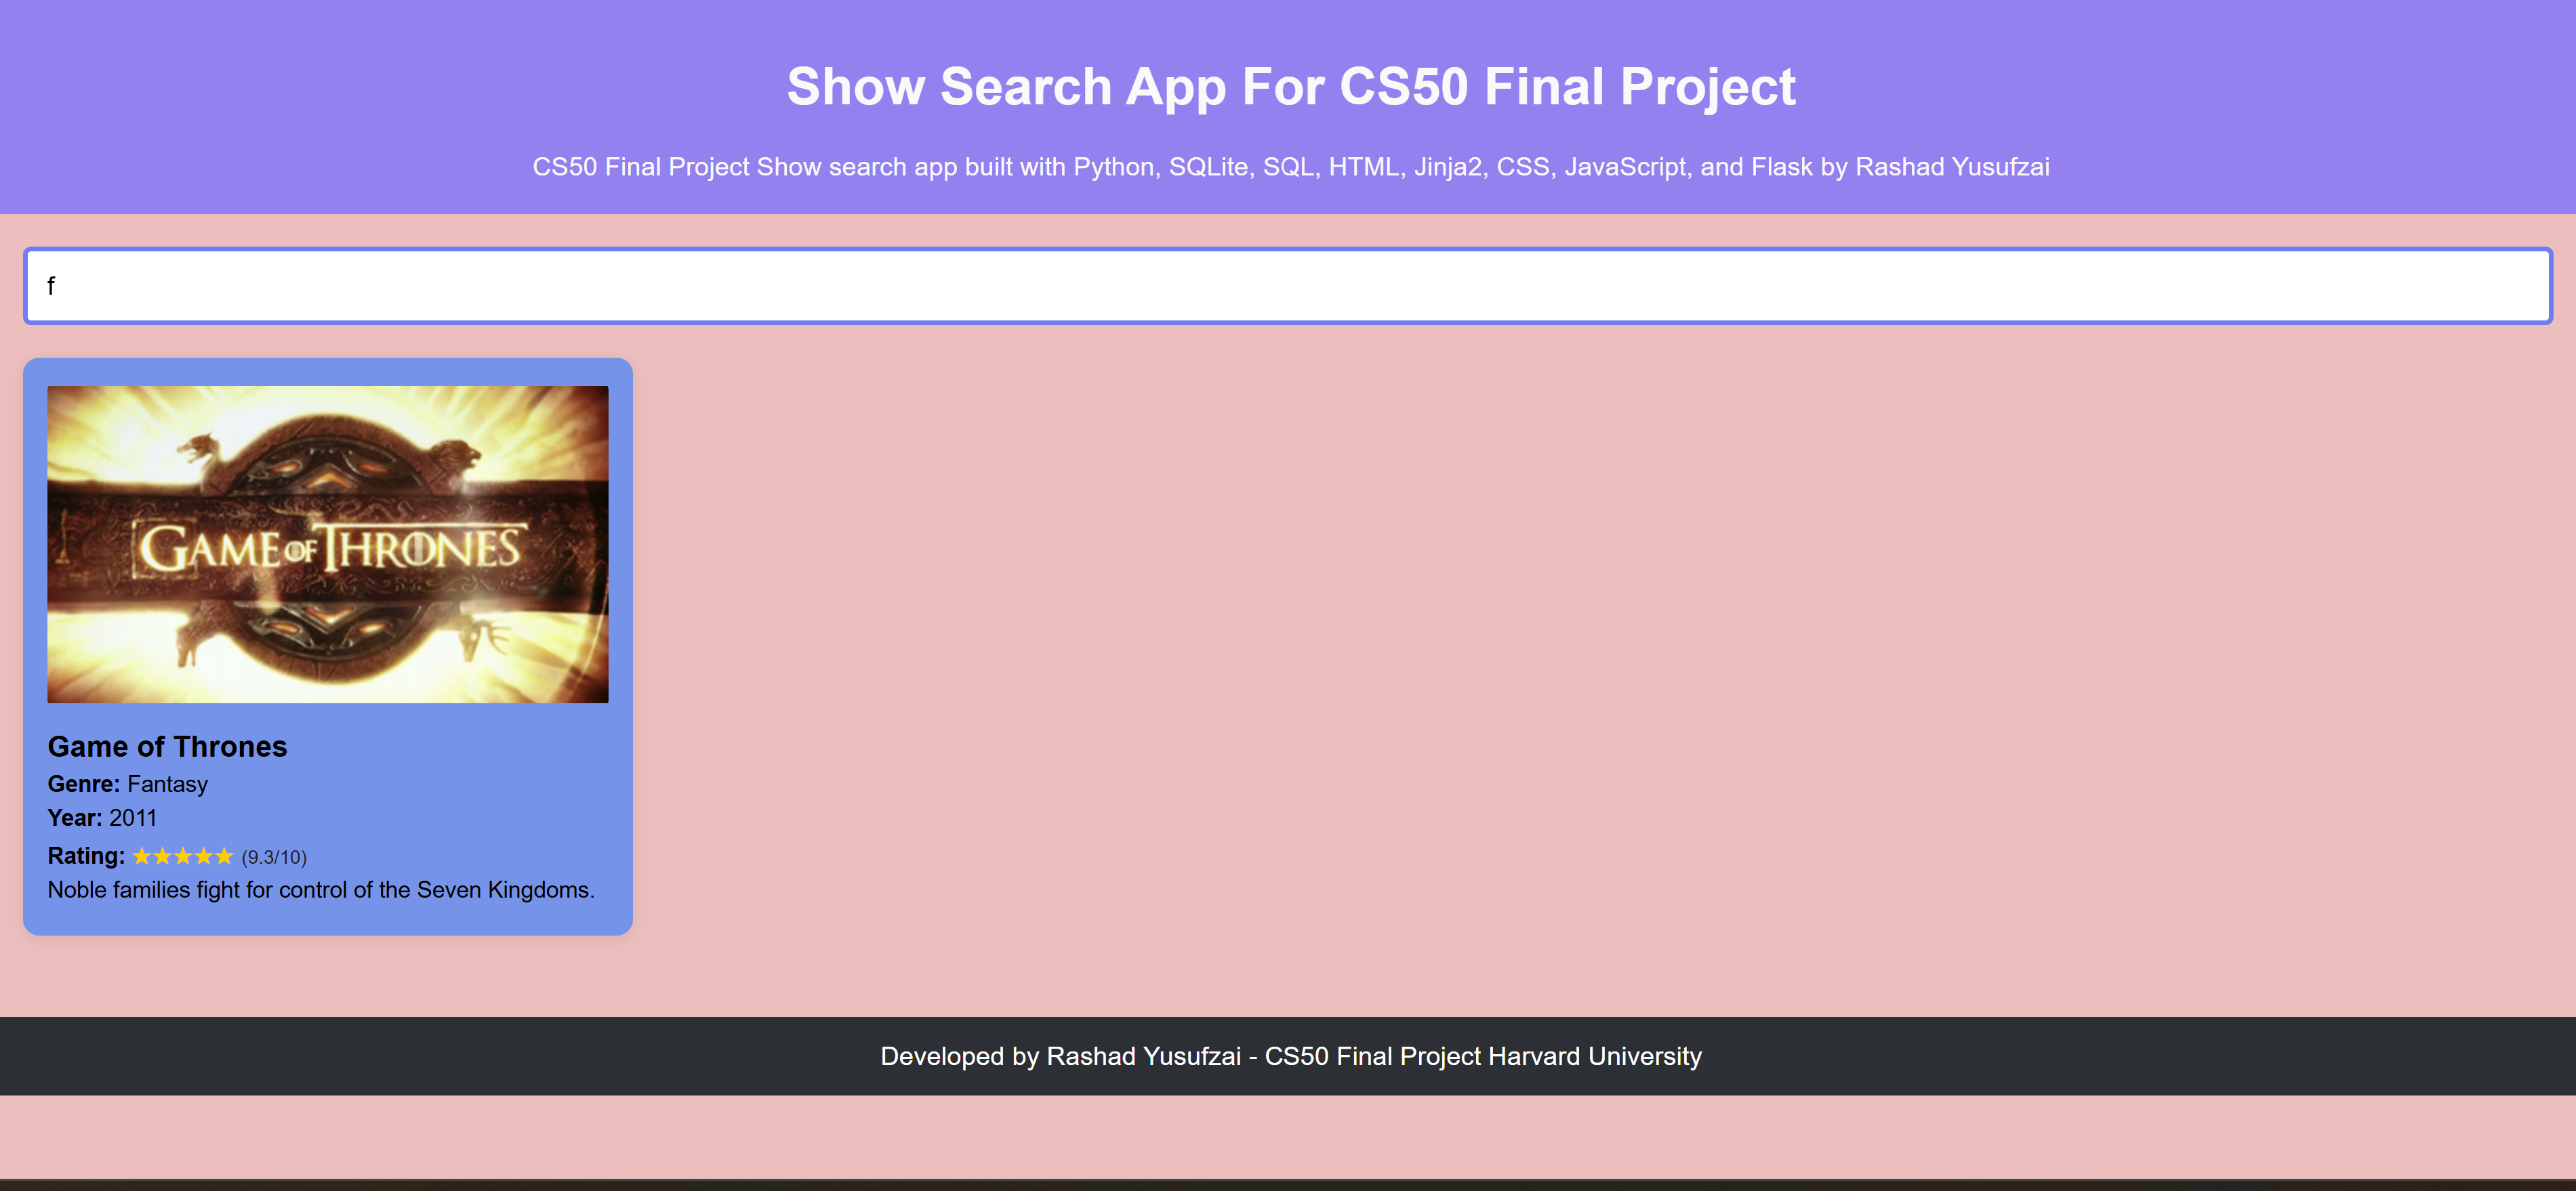 Show Search App For CS50 Final Project
CS50 Final Project Show search app built with Python, SQLite, SQL, HTML, Jinja2, CSS, JavaScript, and Flask by Rashad Yusufzai
f
GAME OF THRONES
Game of Thrones
Genre: Fantasy
Year: 2011
Rating: ★★★★★ (9.3/10)
Noble families fight for control of the Seven Kingdoms.
Developed by Rashad Yusufzai - CS50 Final Project Harvard University